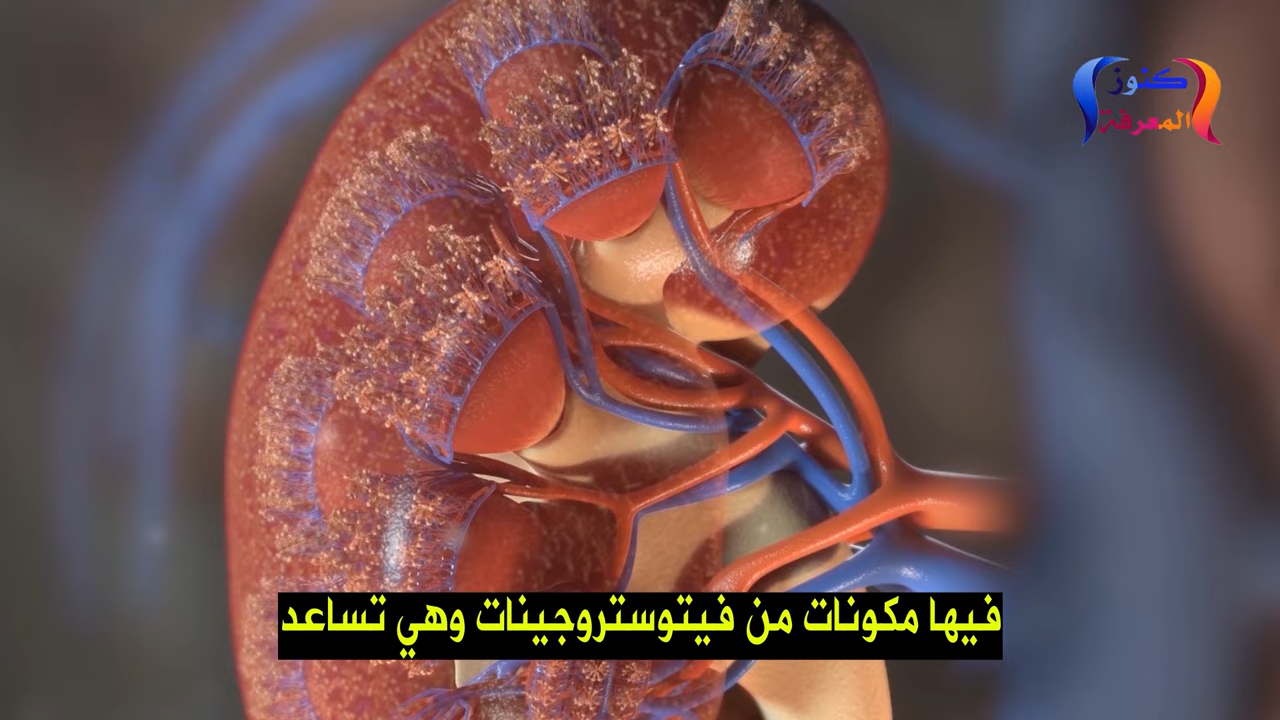 كنوز
المعرفة
فيها مكونات من فيتوستروجينات وهي تساعد